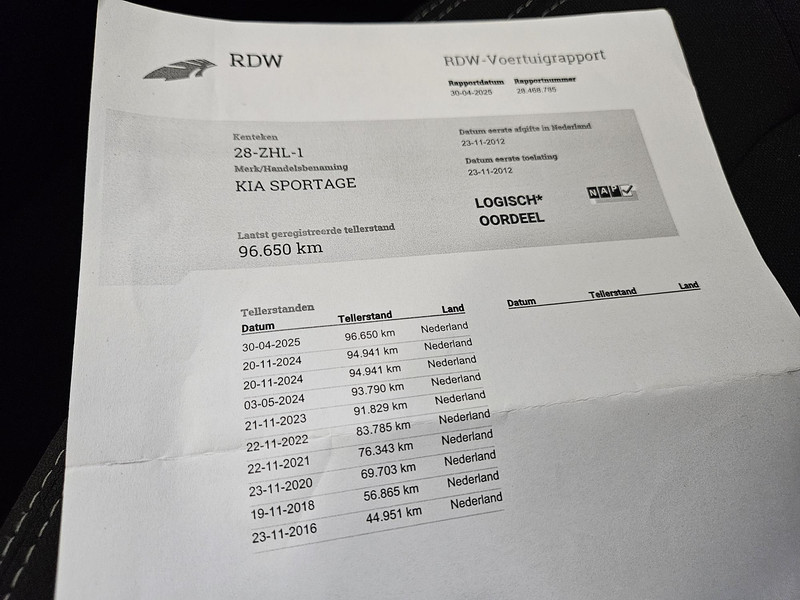 RDW
RDW-Voertuigrapport
Rapportdatum Rapportnummer
30-04-2025 28.468.785
Kenteken
28-ZHL-1
Merk/Handelsbenaming
KIA SPORTAGE
Datum eerste afgifte in Nederland
23-11-2012
Datum eerste toelating
23-11-2012
LOGISCH*
OORDEEL
NAP
Laatst geregistreerde tellerstand
96.650 km
Tellerstanden
Datum Tellerstand Land
30-04-2025 96.650 km Nederland
20-11-2024 94.941 km Nederland
20-11-2024 94.941 km Nederland
03-05-2024 93.790 km Nederland
21-11-2023 91.829 km Nederland
22-11-2022 83.785 km Nederland
22-11-2021 76.343 km Nederland
23-11-2020 69.703 km Nederland
19-11-2018 56.865 km Nederland
23-11-2016 44.951 km Nederland
Datum Tellerstand Land